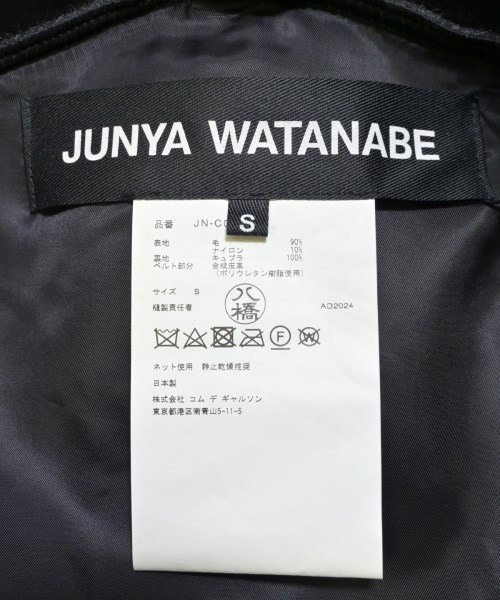 JUNYA WATANABE
S
品番 JN-C0
表地 毛 90%
ナイロン 10%
裏地 キュプラ 100%
ベルト部分 合成皮革
(ポリウレタン樹脂使用)
サイズ S
縫製責任者 八橋 AD2024
F W
ネット使用 静止乾燥推奨
日本製
株式会社 コム デ ギャルソン
東京都港区南青山5-11-5